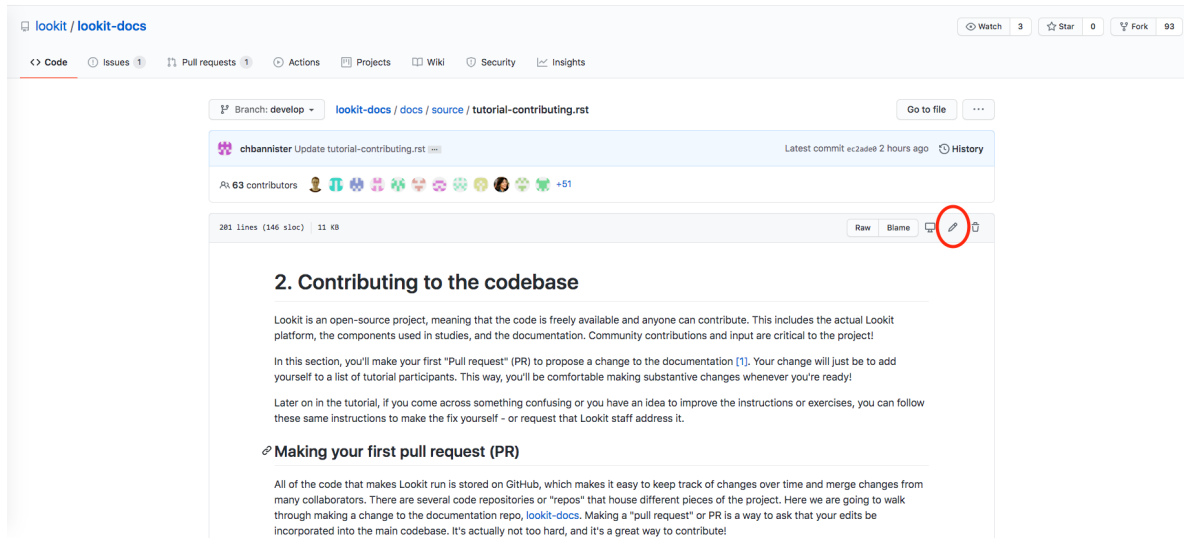 lookit / lookit-docs
Watch 3 Star 0 Fork 93
<> Code Issues 1 Pull requests 1 Actions Projects Wiki Security Insights
Branch: develop lookit-docs / docs / source / tutorial-contributing.rst Go to file ...
chbannister Update tutorial-contributing.rst ... Latest commit ec2ade0 2 hours ago History
63 contributors +51
201 lines (146 sloc) 11 KB Raw Blame
2. Contributing to the codebase
Lookit is an open-source project, meaning that the code is freely available and anyone can contribute. This includes the actual Lookit
platform, the components used in studies, and the documentation. Community contributions and input are critical to the project!
In this section, you'll make your first "Pull request" (PR) to propose a change to the documentation [1]. Your change will just be to add
yourself to a list of tutorial participants. This way, you'll be comfortable making substantive changes whenever you're ready!
Later on in the tutorial, if you come across something confusing or you have an idea to improve the instructions or exercises, you can follow
these same instructions to make the fix yourself - or request that Lookit staff address it.
Making your first pull request (PR)
All of the code that makes Lookit run is stored on GitHub, which makes it easy to keep track of changes over time and merge changes from
many collaborators. There are several code repositories or "repos" that house different pieces of the project. Here we are going to walk
through making a change to the documentation repo, lookit-docs. Making a "pull request" or PR is a way to ask that your edits be
incorporated into the main codebase. It's actually not too hard, and it's a great way to contribute!